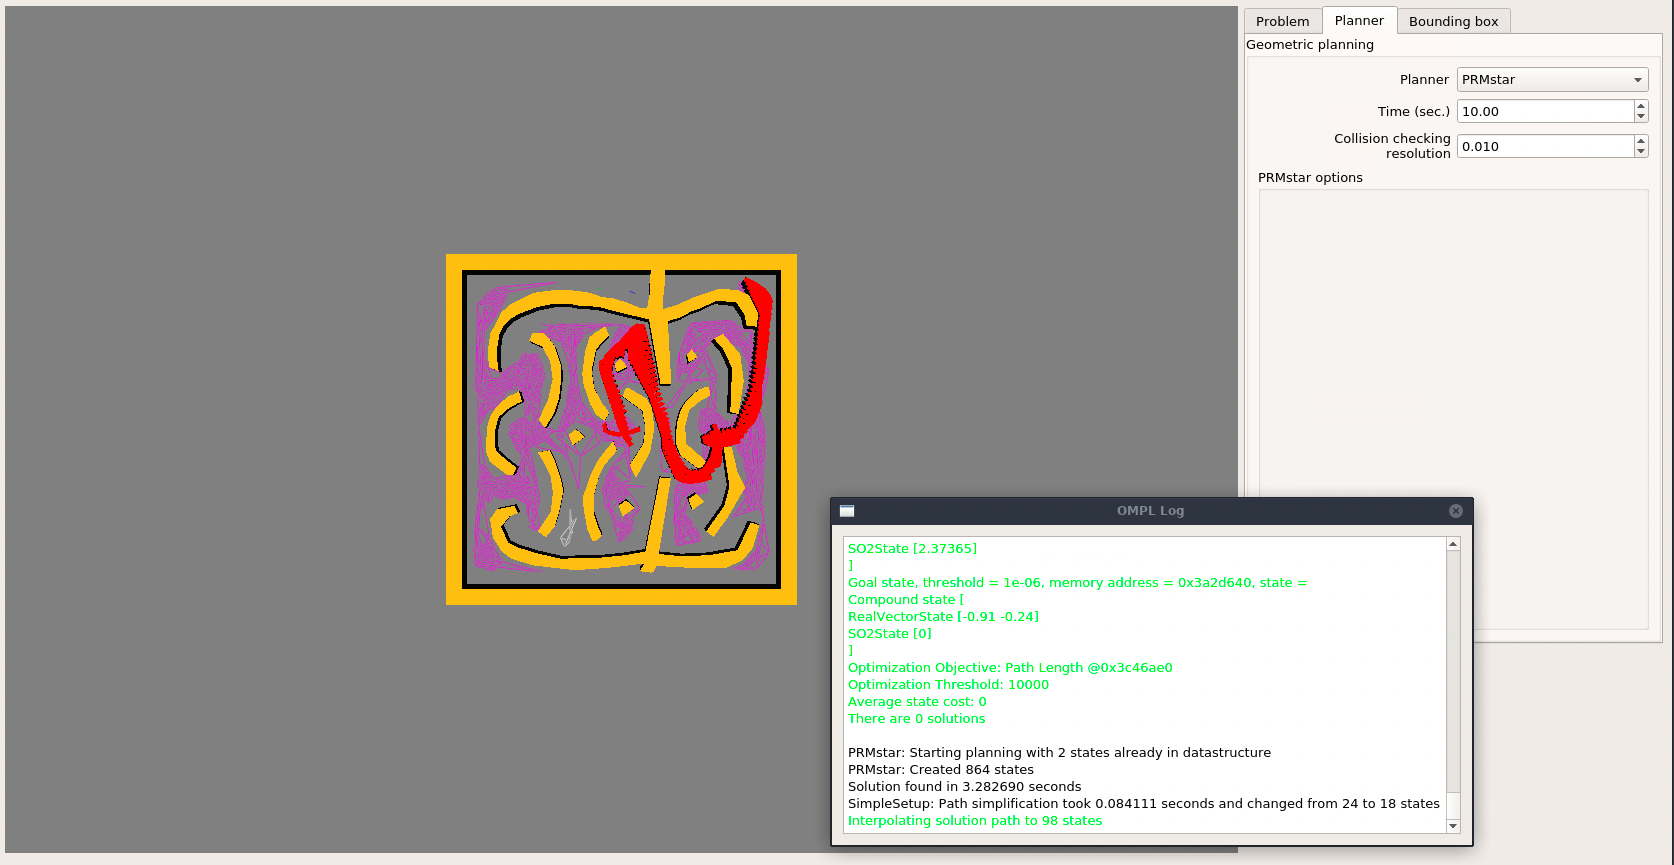 Problem
Planner
Bounding box
Geometric planning
Planner
PRMstar
Time (sec.)
10.00
Collision checking
resolution
0.010
PRMstar options
OMPL Log
SO2State [2.37365]
]
Goal state, threshold = 1e-06, memory address = 0x3a2d640, state =
Compound state [
RealVectorState [-0.91 -0.24]
SO2State [0]
]
Optimization Objective: Path Length @0x3c46ae0
Optimization Threshold: 10000
Average state cost: 0
There are 0 solutions
PRMstar: Starting planning with 2 states already in datastructure
PRMstar: Created 864 states
Solution found in 3.282690 seconds
SimpleSetup: Path simplification took 0.084111 seconds and changed from 24 to 18 states
Interpolating solution path to 98 states